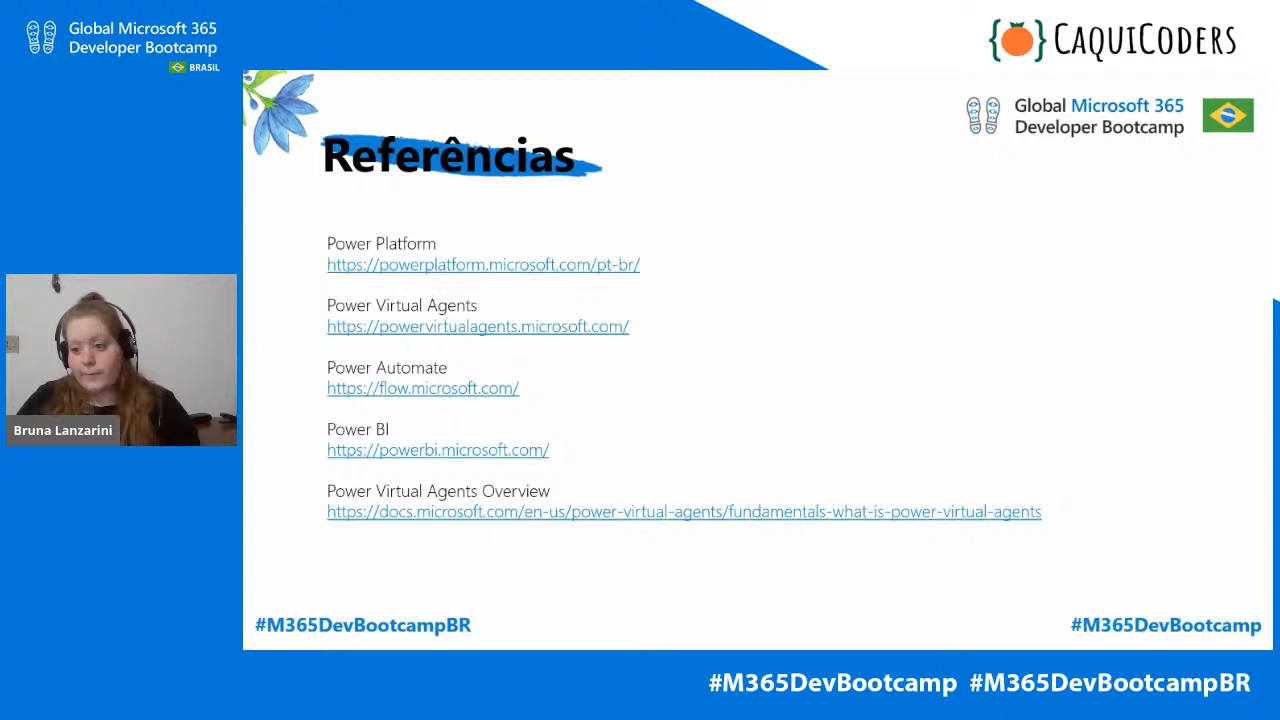 Global Microsoft 365
Developer Bootcamp
BRASIL
CAQUICODERS
Global Microsoft 365
Developer Bootcamp
Referências
Power Platform
https://powerplatform.microsoft.com/pt-br/
Power Virtual Agents
https://powervirtualagents.microsoft.com/
Power Automate
https://flow.microsoft.com/
Power BI
https://powerbi.microsoft.com/
Power Virtual Agents Overview
https://docs.microsoft.com/en-us/power-virtual-agents/fundamentals-what-is-power-virtual-agents
Bruna Lanzarini
#M365DevBootcampBR
#M365DevBootcamp
#M365DevBootcamp #M365DevBootcampBR